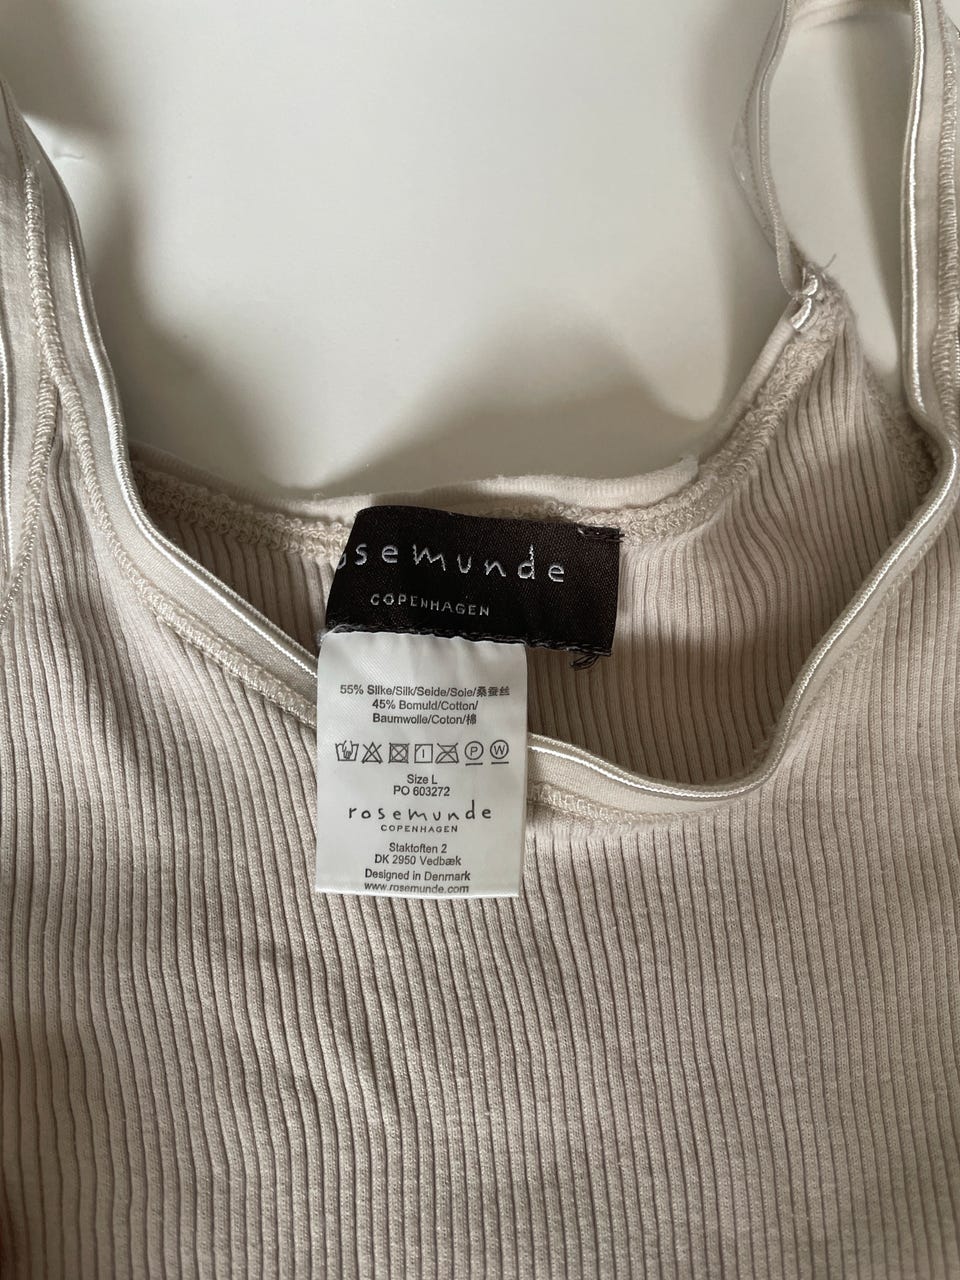 osemunde
COPENHAGEN
55% Silke/Silk/Seide/Soie/桑蚕丝
45% Bomuld/Cotton/
Baumwolle/Coton/棉
P W
Size L
PO 603272
rosemunde
COPENHAGEN
Staktoften 2
DK 2950 Vedbæk
Designed in Denmark
www.rosemunde.com